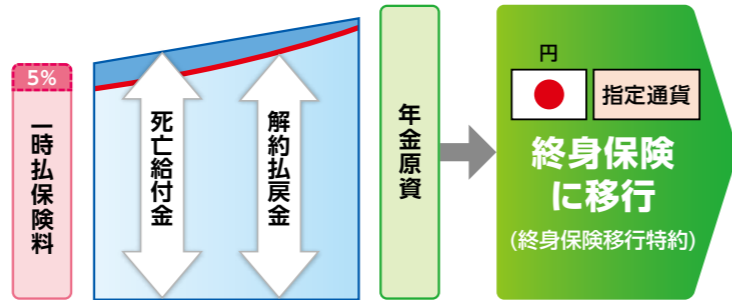 5%
一時払保険料
死亡給付金
解約払戻金
年金原資
円
指定通貨
終身保険
に移行
(終身保険移行特約)